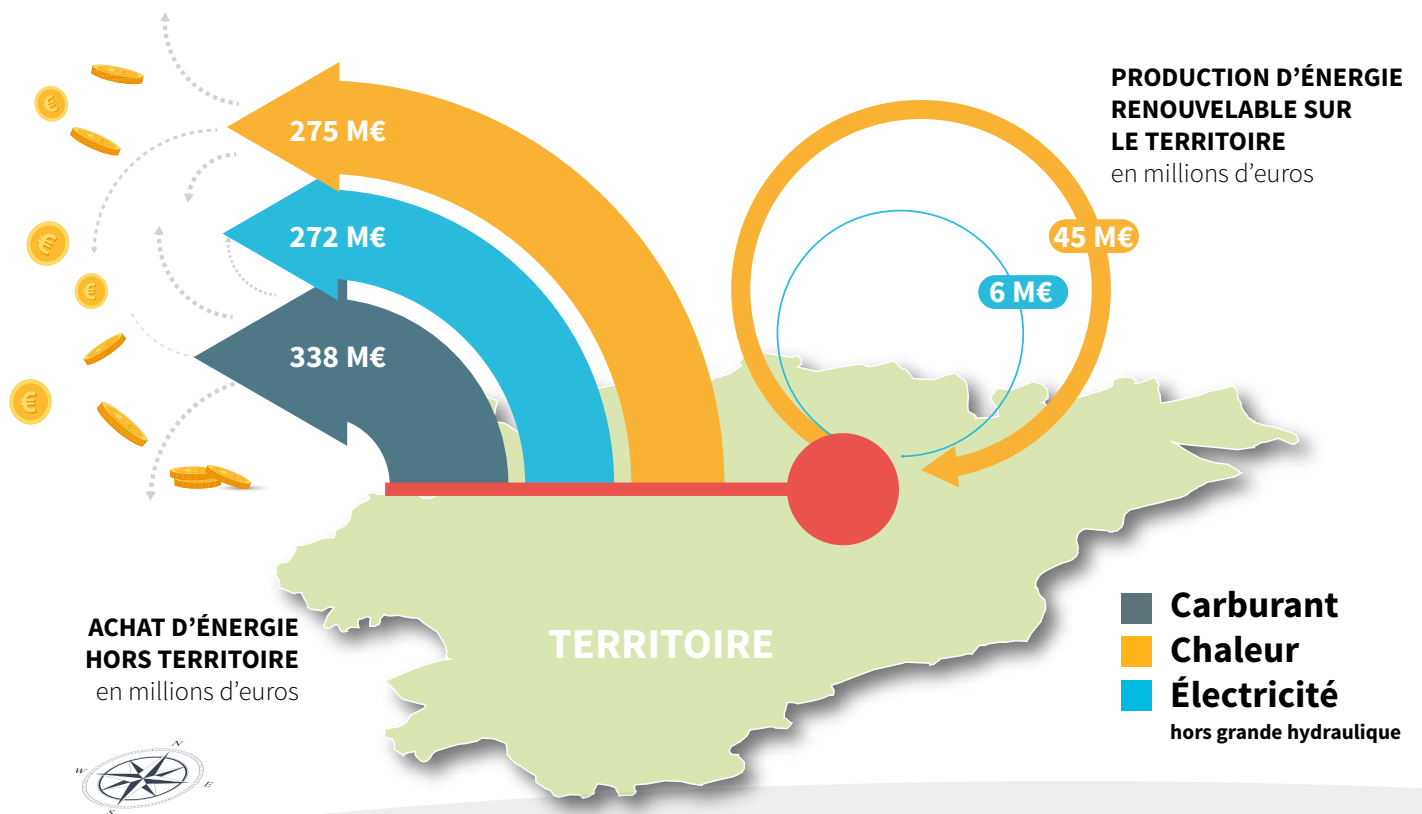 PRODUCTION D’ÉNERGIE
RENOUVELABLE SUR
LE TERRITOIRE
en millions d’euros
275 M€
272 M€
338 M€
45 M€
6 M€
€
€
€
€
ACHAT D’ÉNERGIE
HORS TERRITOIRE
en millions d’euros
TERRITOIRE
Carburant
Chaleur
Électricité
hors grande hydraulique
N
W
E
S